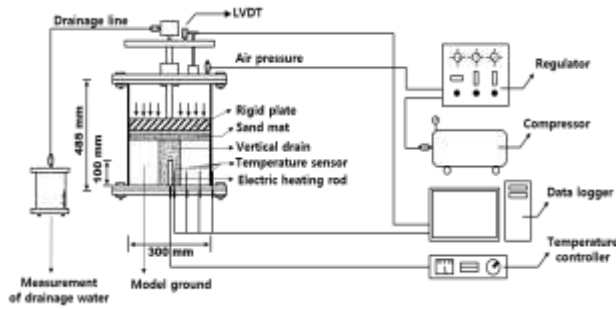 Drainage line
LVDT
Air pressure
Regulator
Rigid plate
Sand mat
Compressor
Vertical drain
Temperature sensor
Electric heating rod
488 mm
100 mm
Data logger
300 mm
Temperature
controller
Measurement
of drainage water
Model ground